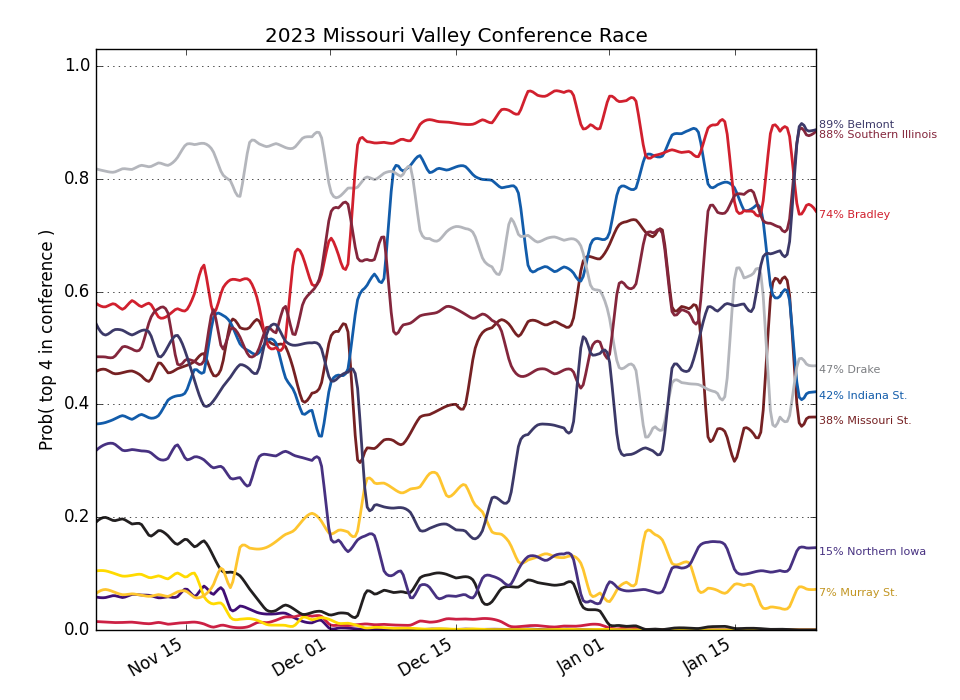 2023 Missouri Valley Conference Race
Prob( top 4 in conference )
1.0
0.8
0.6
0.4
0.2
0.0
Nov 15
Dec 01
Dec 15
Jan 01
Jan 15
89% Belmont
88% Southern Illinois
74% Bradley
47% Drake
42% Indiana St.
38% Missouri St.
15% Northern Iowa
7% Murray St.